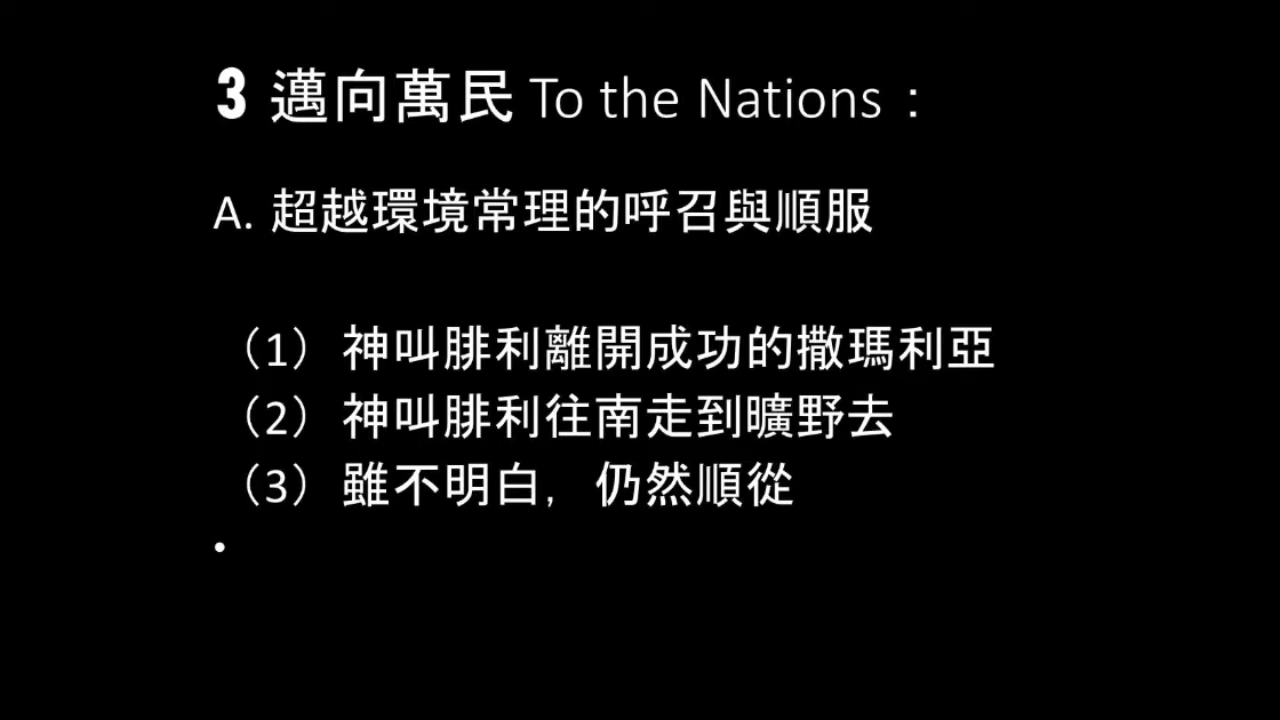 3 邁向萬民 To the Nations：
A. 超越環境常理的呼召與順服
（1） 神叫腓利離開成功的撒瑪利亞
（2） 神叫腓利往南走到曠野去
（3） 雖不明白，仍然順從
•